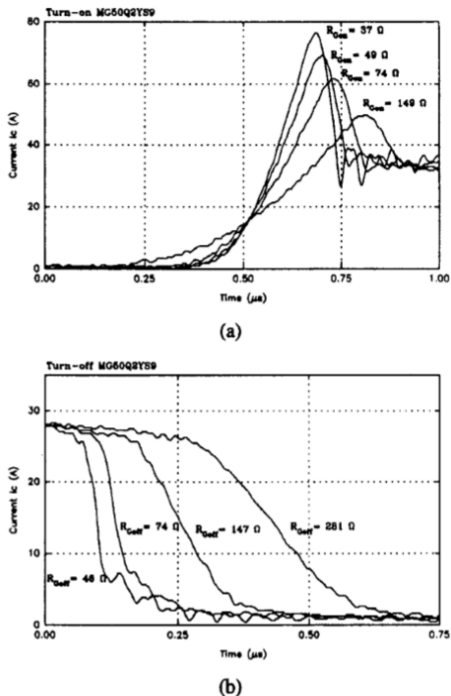 Turn-on MG50Q2YS9
80
60
40
20
0
Current ic (A)
R_Gon = 37 Ω
R_Gon = 49 Ω
R_Gon = 74 Ω
R_Gon = 149 Ω
0.00 0.25 0.50 0.75 1.00
Time (μs)
(a)
Turn-off MG50Q2YS9
30
20
10
0
Current ic (A)
R_Goff = 46 Ω
R_Goff = 74 Ω
R_Goff = 147 Ω
R_Goff = 281 Ω
0.00 0.25 0.50 0.75
Time (μs)
(b)